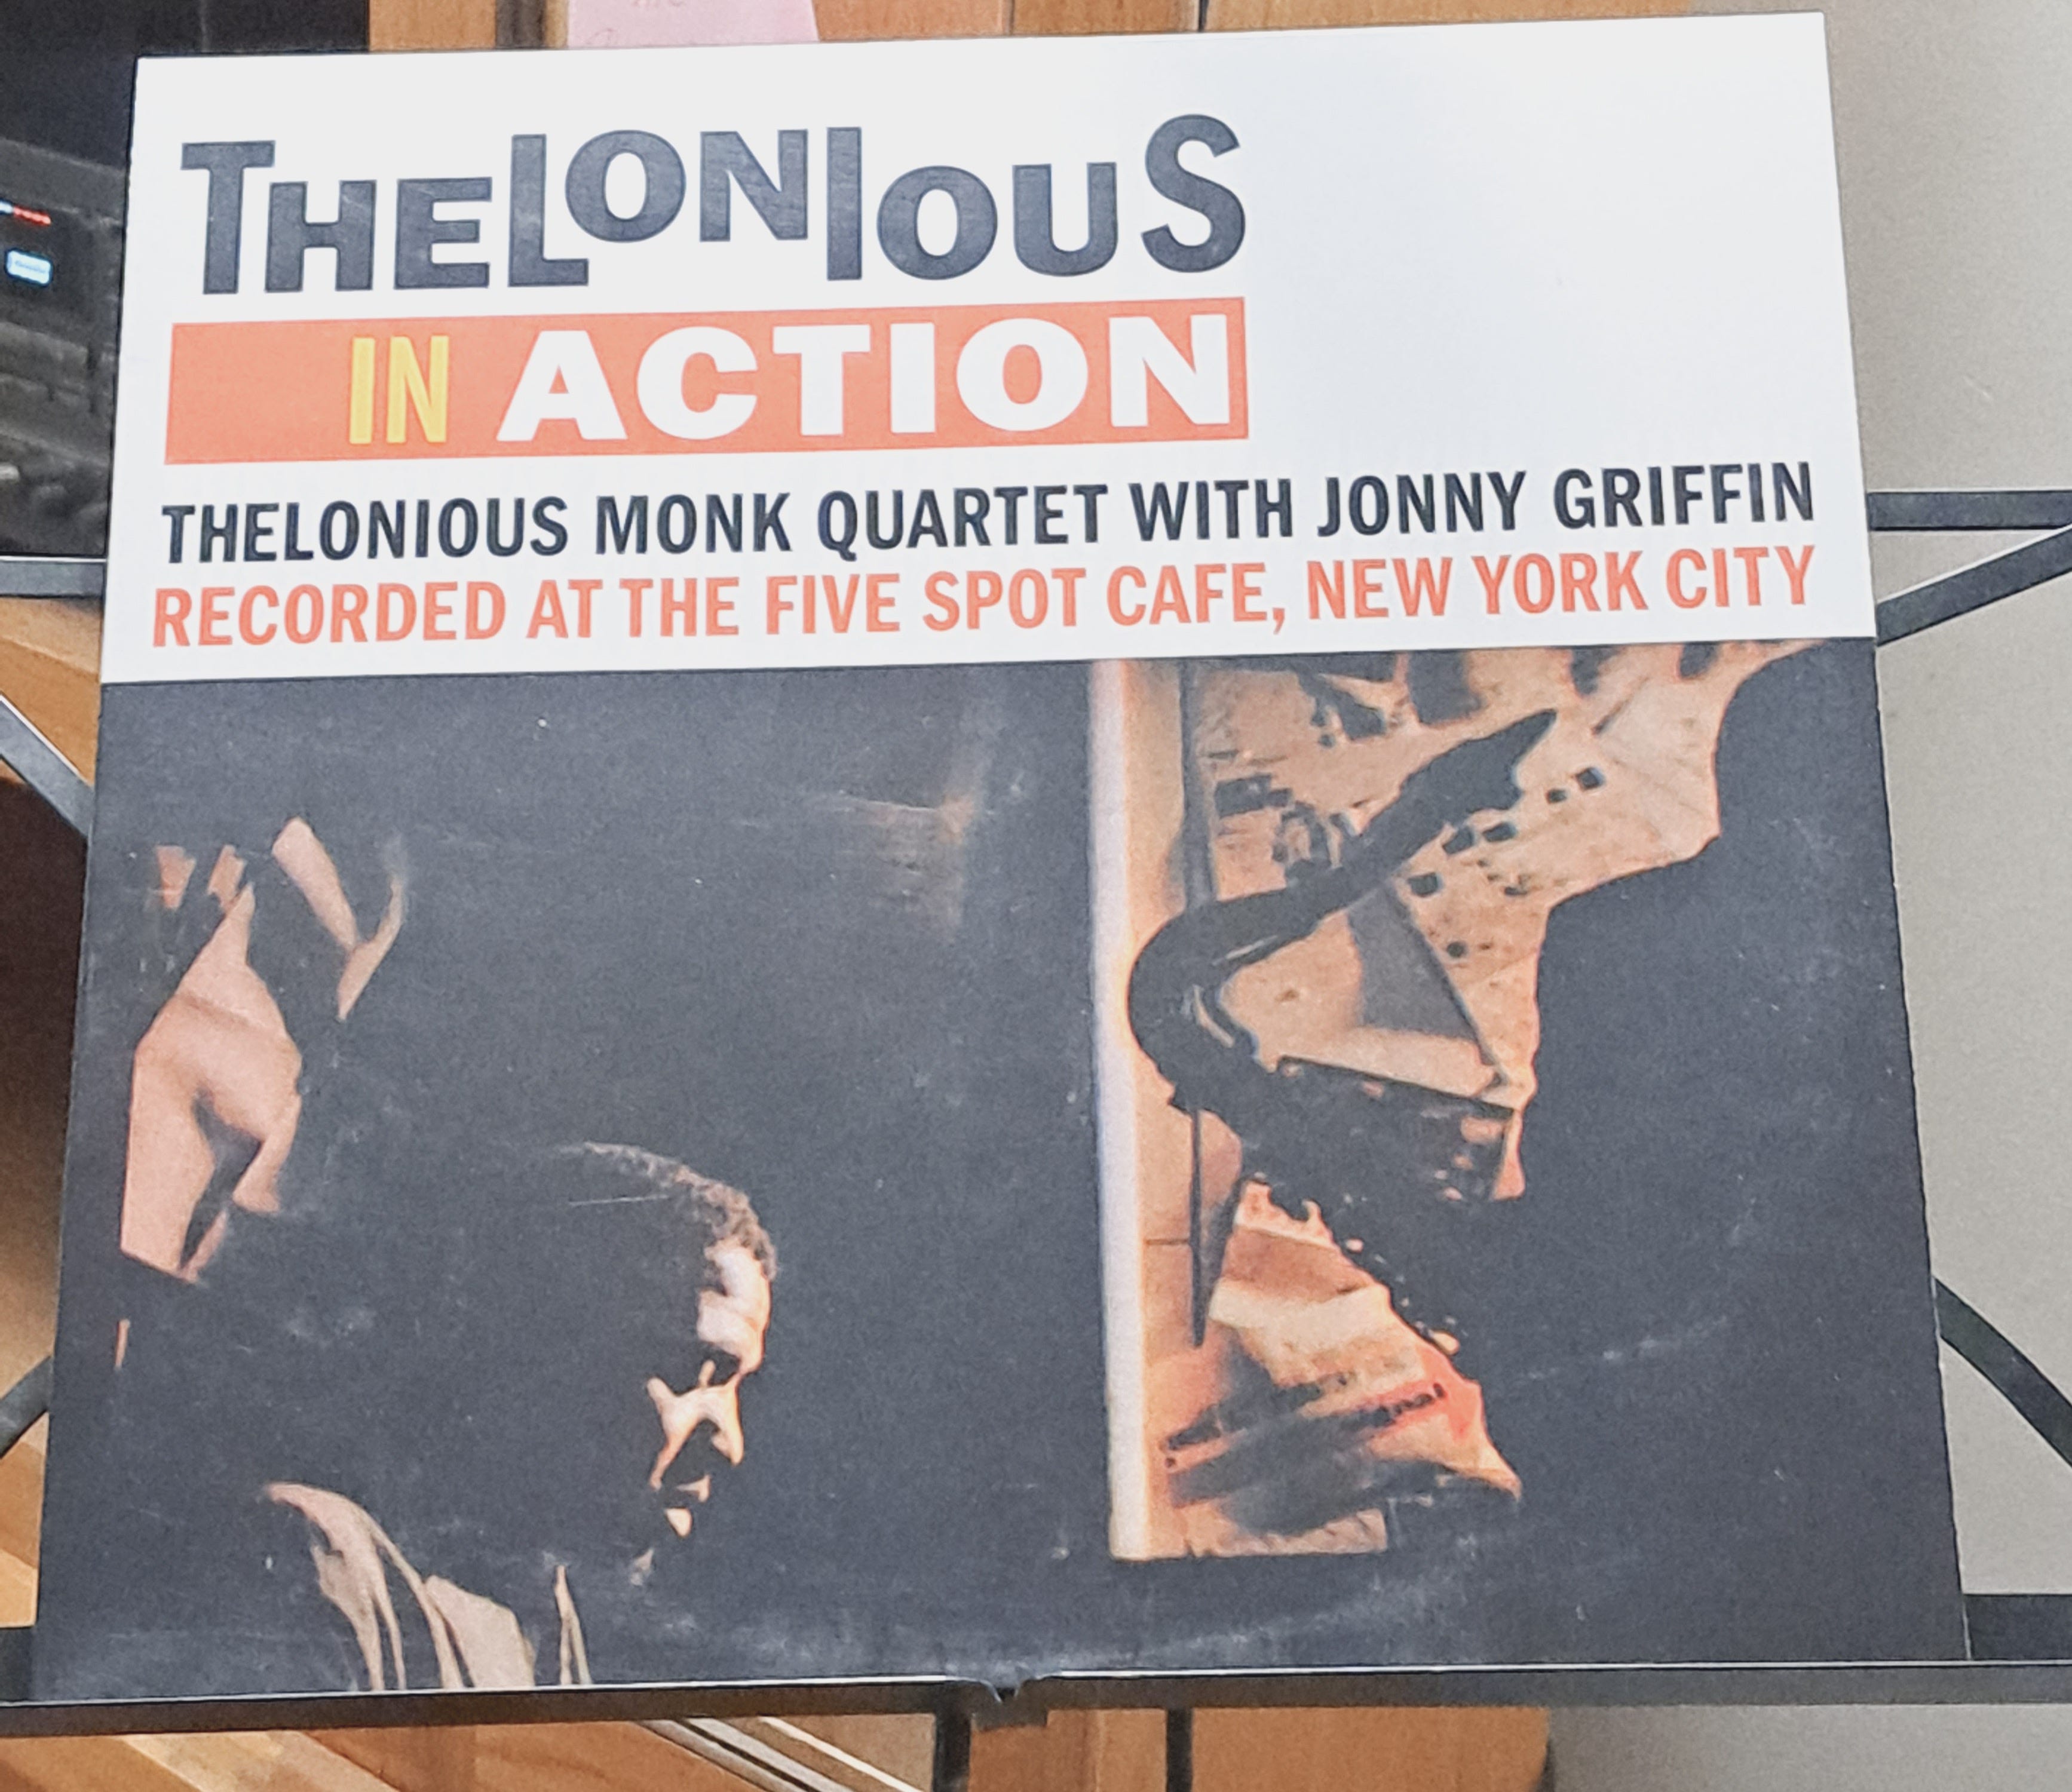 THELONIOUS
IN ACTION
THELONIOUS MONK QUARTET WITH JONNY GRIFFIN
RECORDED AT THE FIVE SPOT CAFE, NEW YORK CITY